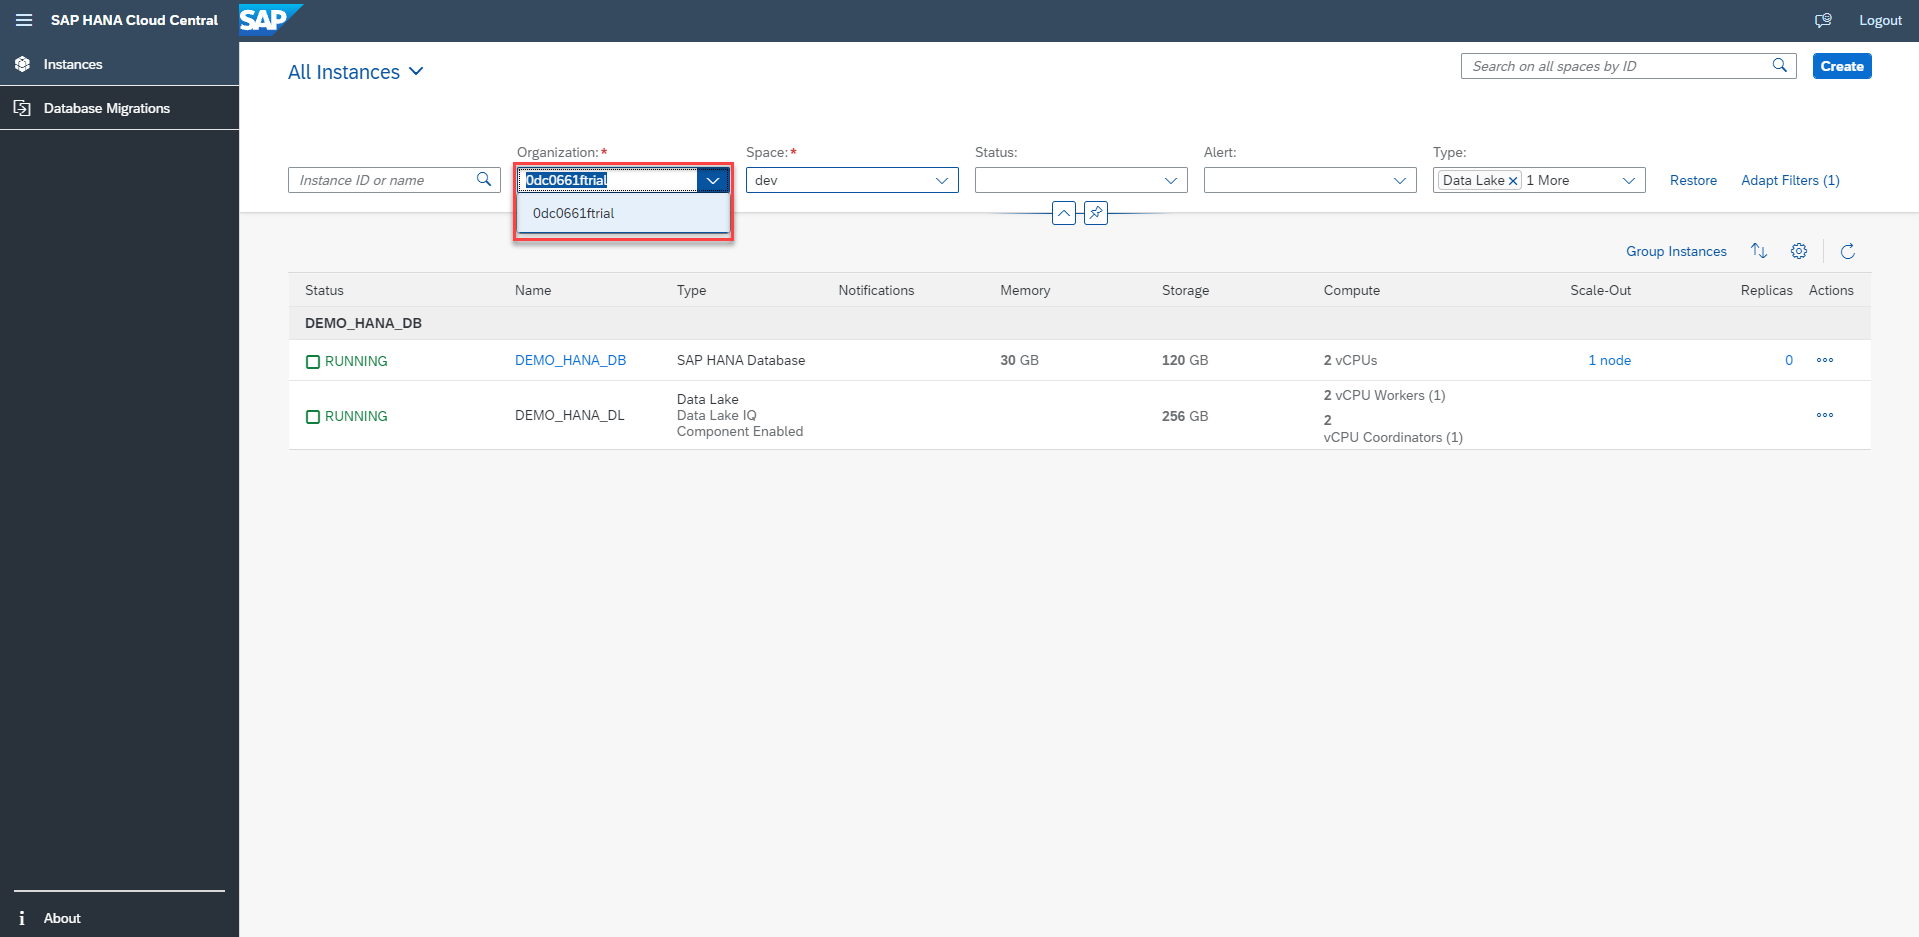 SAP HANA Cloud Central
SAP
Logout
Instances
Database Migrations
All Instances
Search on all spaces by ID
Create
Organization:*
Space:*
Status:
Alert:
Type:
Instance ID or name
0dc0661ftrial
dev
Data Lake
1 More
Restore
Adapt Filters (1)
0dc0661ftrial
Group Instances
Status Name Type Notifications Memory Storage Compute Scale-Out Replicas Actions
DEMO_HANA_DB
RUNNING DEMO_HANA_DB SAP HANA Database 30 GB 120 GB 2 vCPUs 1 node 0
RUNNING DEMO_HANA_DL
Data Lake
Data Lake IQ
Component Enabled
256 GB
2 vCPU Workers (1)
2
vCPU Coordinators (1)
About